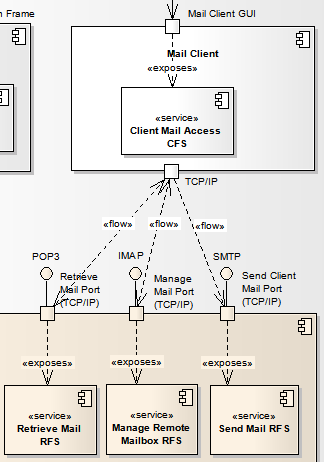 Mail Client GUI
n Frame
Mail Client
«exposes»
«service»
Client Mail Access
CFS
TCP/IP
«flow»
«flow»
«flow»
POP3
IMAP
SMTP
Retrieve
Mail Port
(TCP/IP)
Manage
Mail Port
(TCP/IP)
Send Client
Mail Port
(TCP/IP)
«exposes»
«exposes»
«exposes»
«service»
Retrieve Mail
RFS
«service»
Manage Remote
Mailbox RFS
«service»
Send Mail RFS